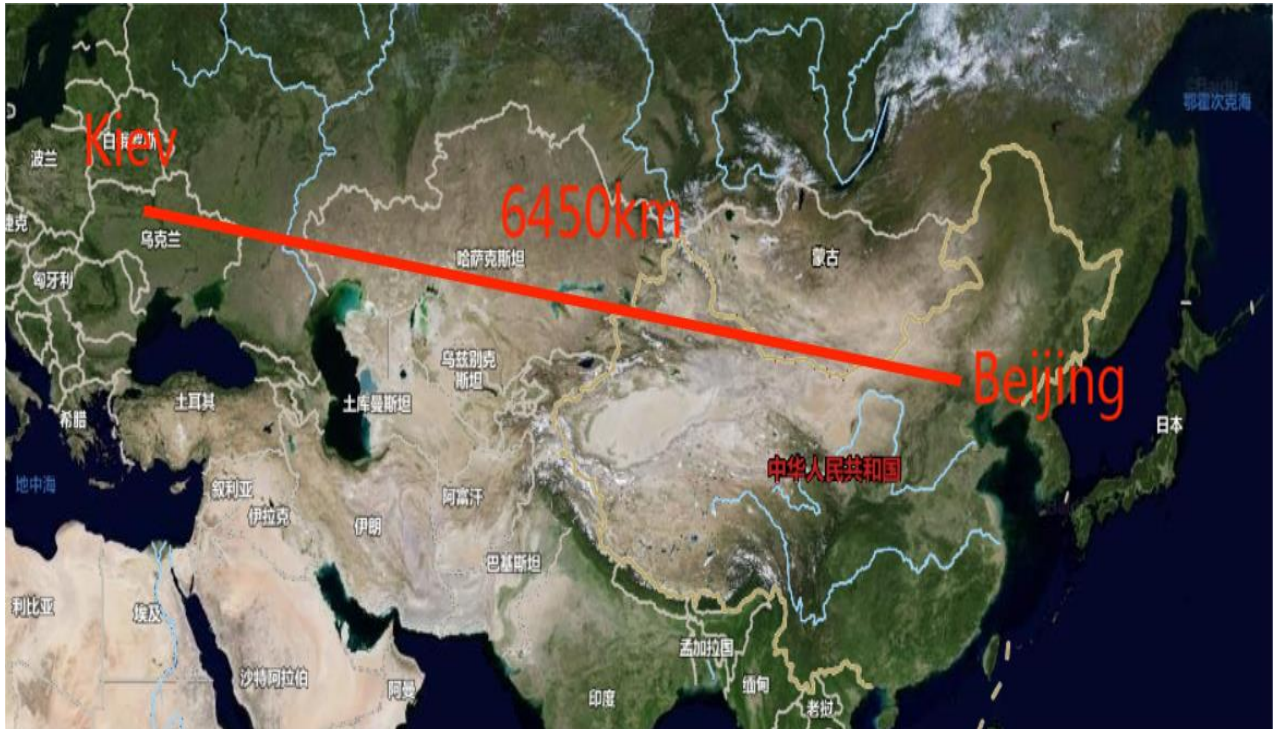 ©Baidu
鄂霍次克海
Kiev
白俄罗斯
波兰
6450km
捷克
乌克兰
哈萨克斯坦
蒙古
匈牙利
乌兹别克
斯坦
Beijing
土耳其
土库曼斯坦
希腊
日本
中华人民共和国
地中海
叙利亚
阿富汗
伊拉克
伊朗
巴基斯坦
利比亚
埃及
孟加拉国
沙特阿拉伯
阿曼
印度
缅甸
老挝